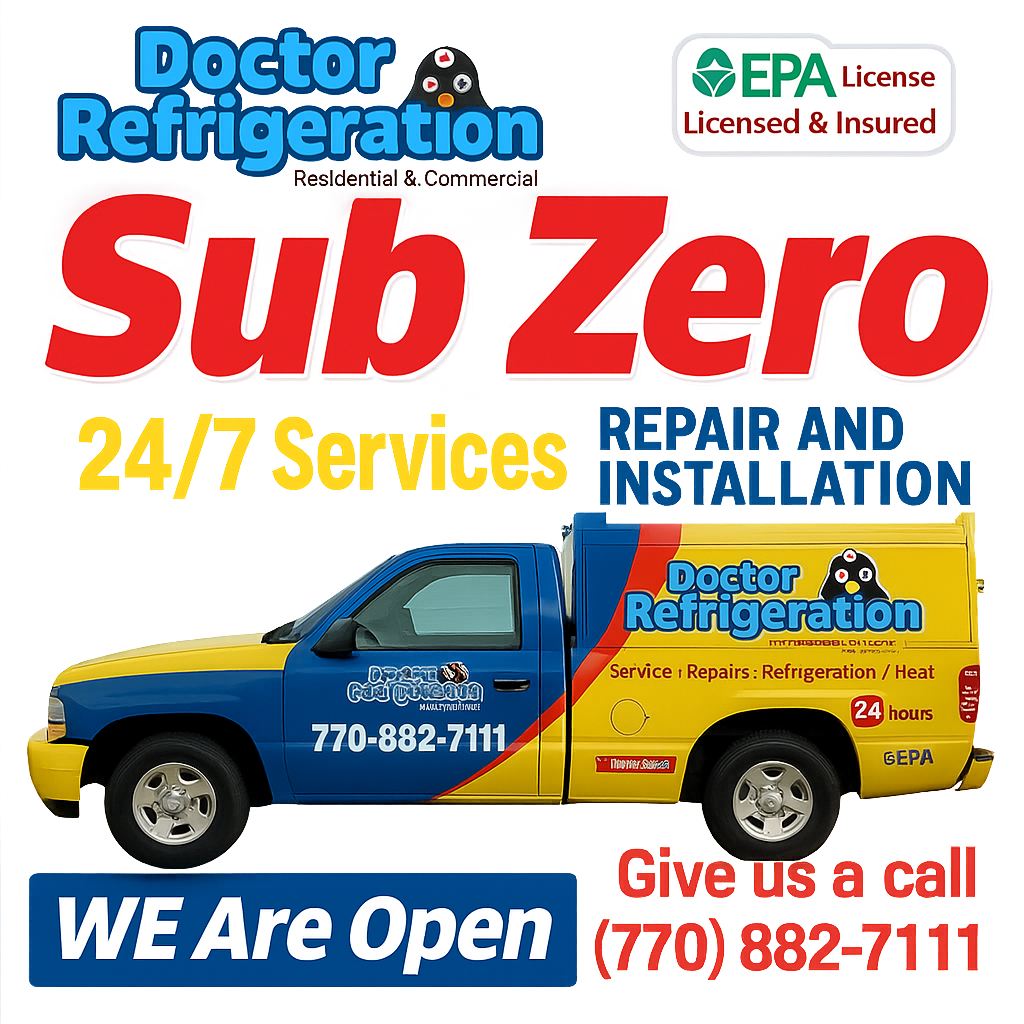 Doctor
Refrigeration
Residential & Commercial
EPA License
Licensed & Insured
Sub Zero
24/7 Services
REPAIR AND
INSTALLATION
Doctor
Refrigeration
Service Repairs: Refrigeration / Heat
24 hours
770-882-7111
EPA
WE Are Open
Give us a call
(770) 882-7111